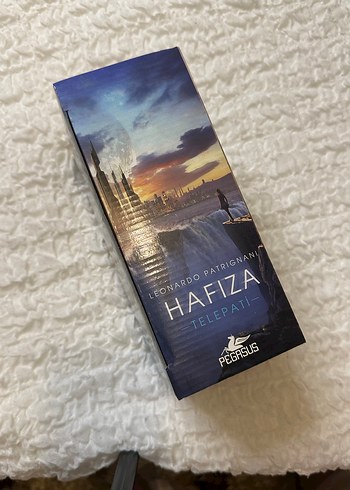 LEONARDO PATRIGNANI
HAFIZA
-TELEPATİ-
PEGASUS